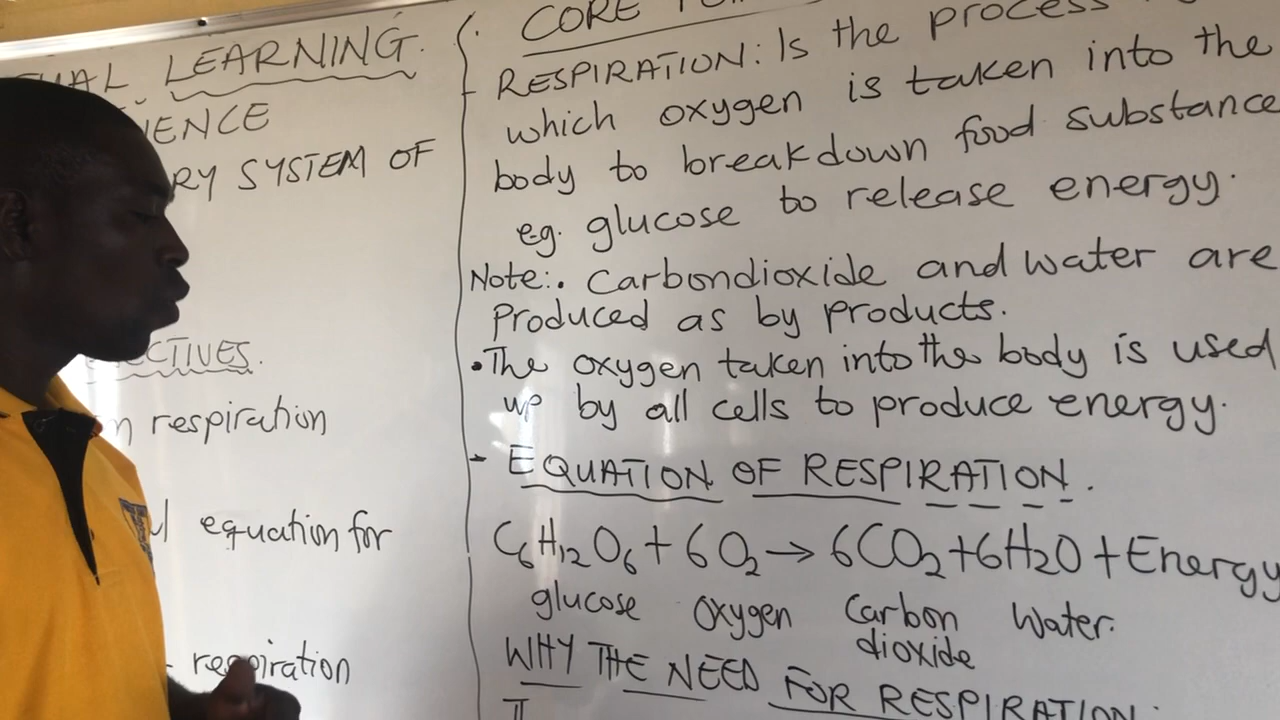 LEARNING.
RY SYSTEM OF
ECTIVES.
n respiration
equation for
respiration
CORE
RESPIRATION: Is the process
which oxygen is taken into the
body to breakdown food substance
eg. glucose to release energy.
Note:. Carbondioxide and water are
Produced as by products.
• The oxygen taken into the body is used
up by all cells to produce energy.
- EQUATION OF RESPIRATION.
C₆H₁₂O₆ + 6O₂ → 6CO₂ + 6H₂O + Energy
glucose oxygen Carbon Water.
dioxide
WHY THE NEED FOR RESPIRATION: